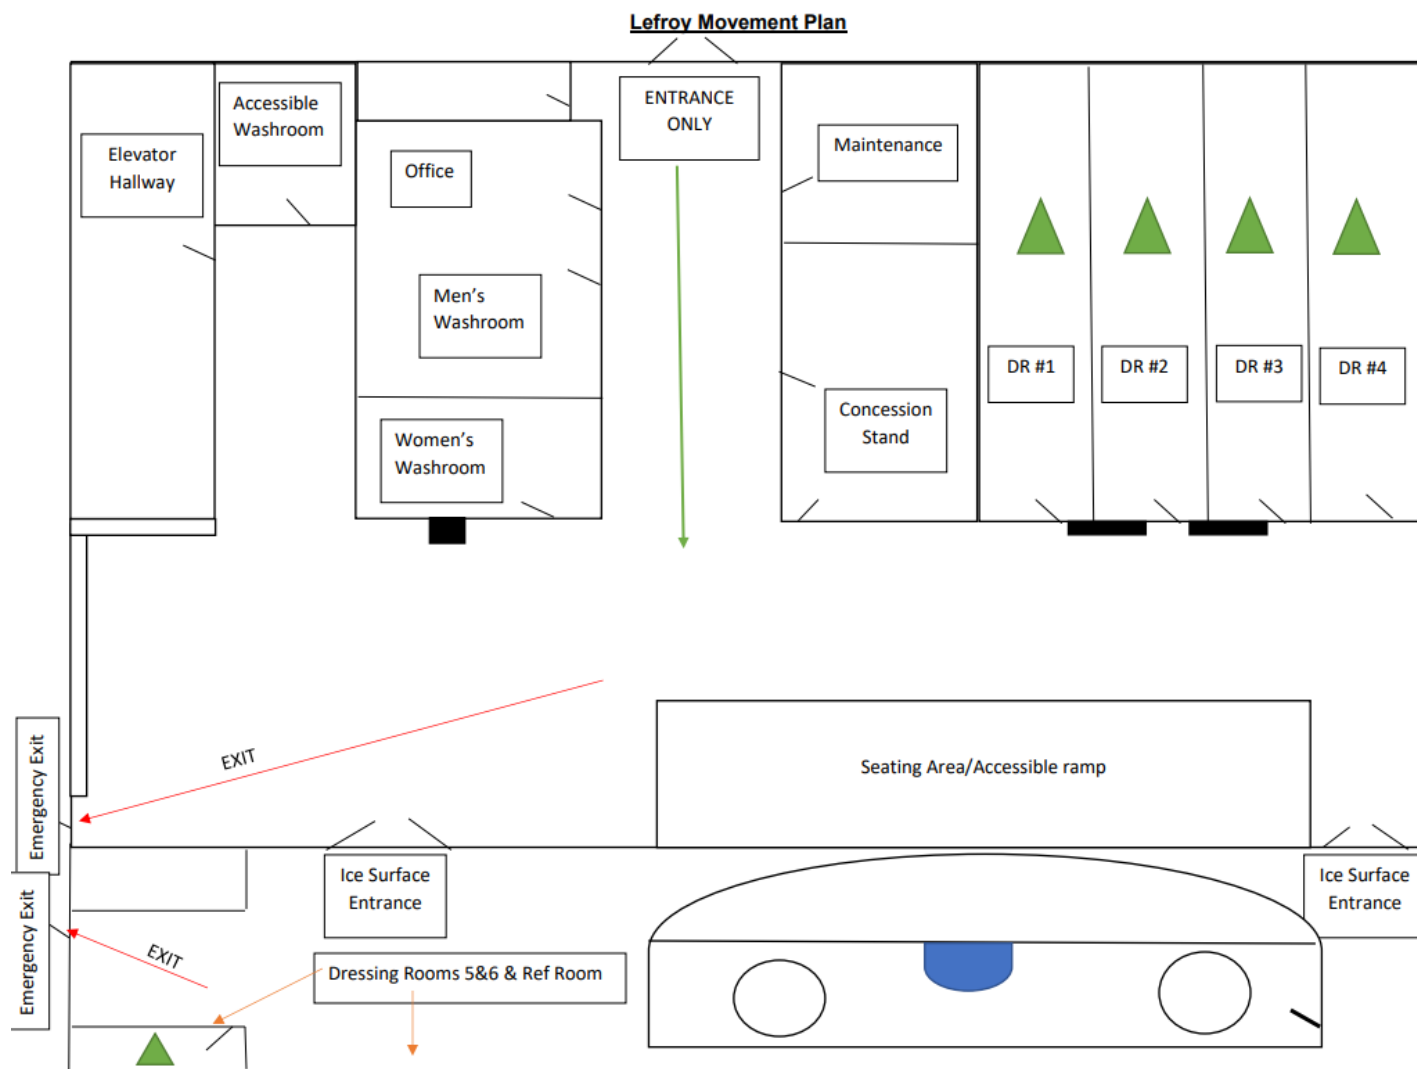 Lefroy Movement Plan
ENTRANCE
ONLY
Accessible
Washroom
Elevator
Hallway
Office
Maintenance
Men's
Washroom
DR #1
DR #2
DR #3
DR #4
Concession
Stand
Women's
Washroom
EXIT
Emergency Exit
Seating Area/Accessible ramp
Ice Surface
Entrance
Ice Surface
Entrance
Emergency Exit
EXIT
Dressing Rooms 5&6 & Ref Room